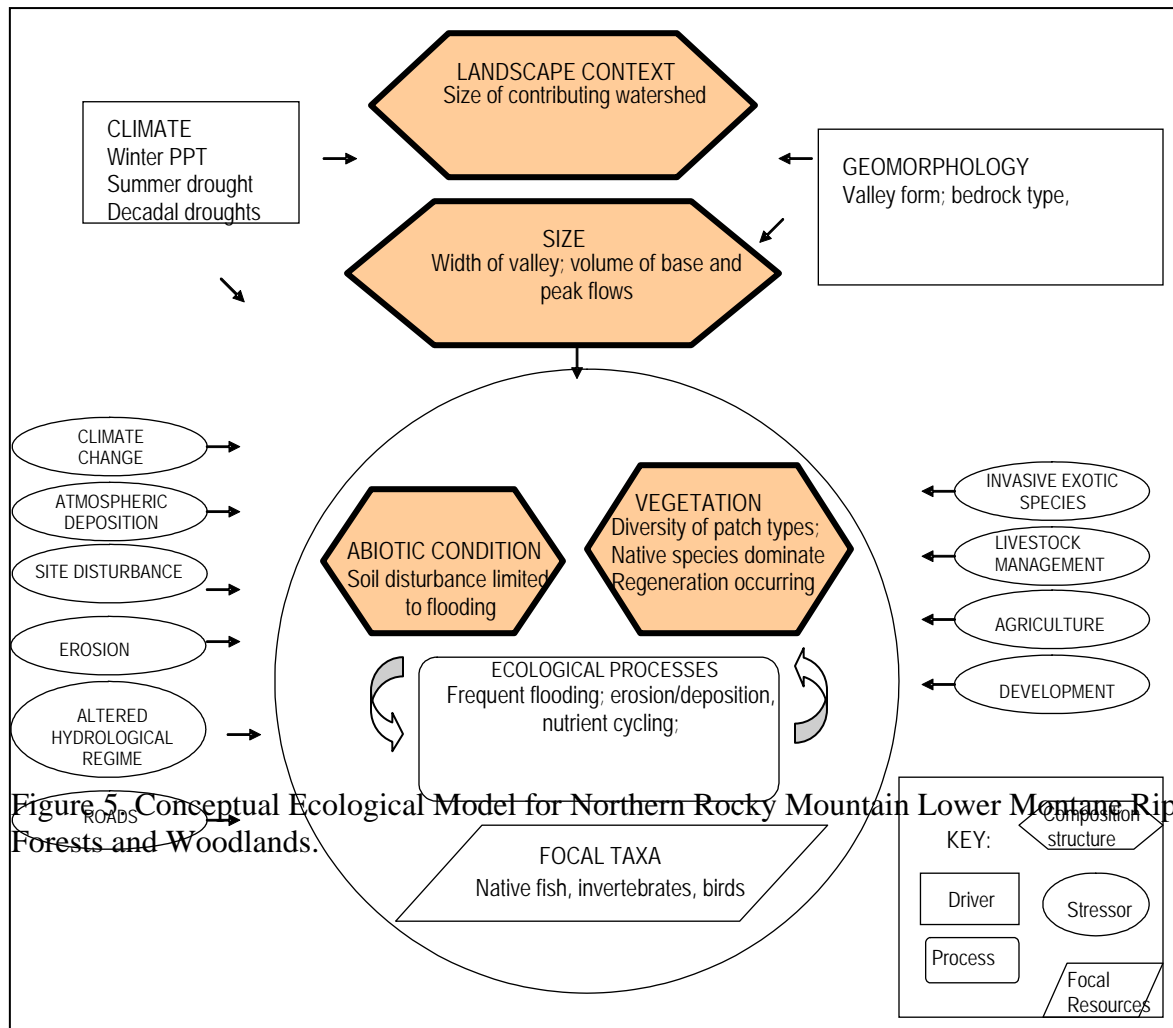 LANDSCAPE CONTEXT
Size of contributing watershed
CLIMATE
Winter PPT
Summer drought
Decadal droughts
GEOMORPHOLOGY
Valley form; bedrock type,
SIZE
Width of valley; volume of base and
peak flows
CLIMATE
CHANGE
ATMOSPHERIC
DEPOSITION
SITE DISTURBANCE
EROSION
ALTERED
HYDROLOGICAL
REGIME
ROADS
ABIOTIC CONDITION
Soil disturbance limited
to flooding
VEGETATION
Diversity of patch types;
Native species dominate
Regeneration occurring
INVASIVE EXOTIC
SPECIES
LIVESTOCK
MANAGEMENT
AGRICULTURE
DEVELOPMENT
ECOLOGICAL PROCESSES
Frequent flooding; erosion/deposition,
nutrient cycling;
Figure 5. Conceptual Ecological Model for Northern Rocky Mountain Lower Montane Rip
Forests and Woodlands.
FOCAL TAXA
Native fish, invertebrates, birds
KEY:
Composition
structure
Driver
Stressor
Process
Focal
Resources